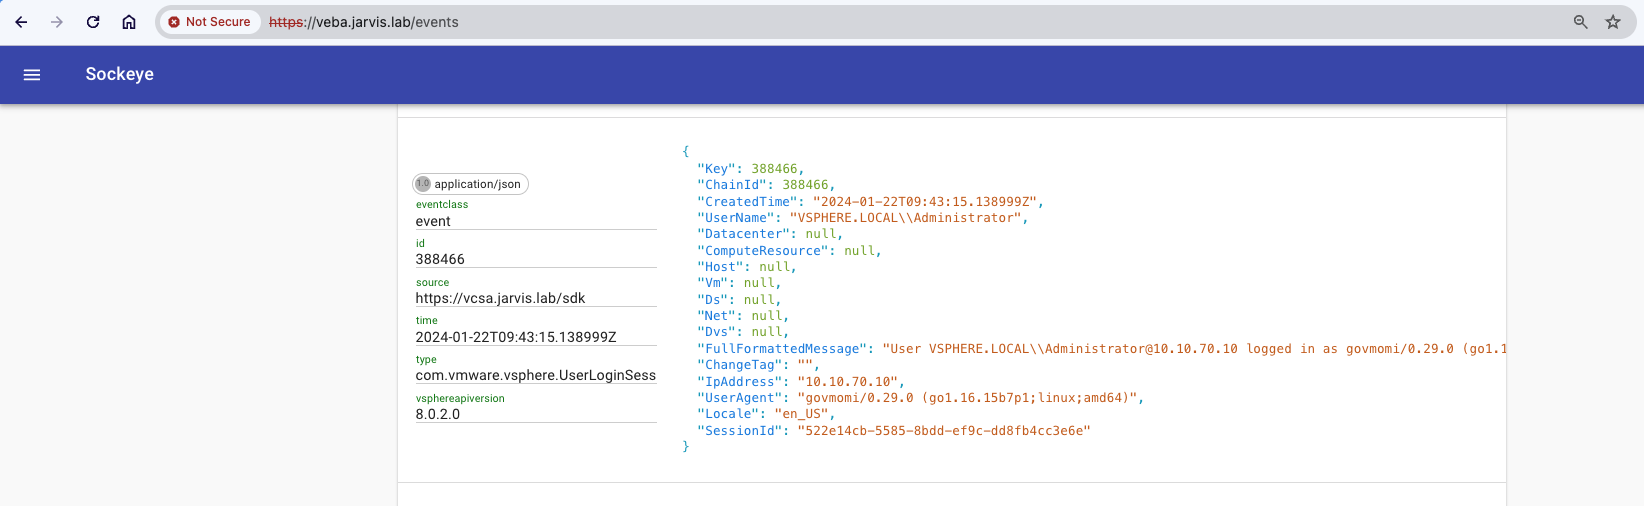 Not Secure https://veba.jarvis.lab/events
Sockeye
1.0 application/json
eventclass
event
id
388466
source
https://vcsa.jarvis.lab/sdk
time
2024-01-22T09:43:15.138999Z
type
com.vmware.vsphere.UserLoginSess
vsphereapiversion
8.0.2.0
{
"Key": 388466,
"ChainId": 388466,
"CreatedTime": "2024-01-22T09:43:15.138999Z",
"UserName": "VSPHERE.LOCAL\\Administrator",
"Datacenter": null,
"ComputeResource": null,
"Host": null,
"Vm": null,
"Ds": null,
"Net": null,
"Dvs": null,
"FullFormattedMessage": "User VSPHERE.LOCAL\\Administrator@10.10.70.10 logged in as govmomi/0.29.0 (go1.1
"ChangeTag": "",
"IpAddress": "10.10.70.10",
"UserAgent": "govmomi/0.29.0 (go1.16.15b7p1;linux;amd64)",
"Locale": "en_US",
"SessionId": "522e14cb-5585-8bdd-ef9c-dd8fb4cc3e6e"
}